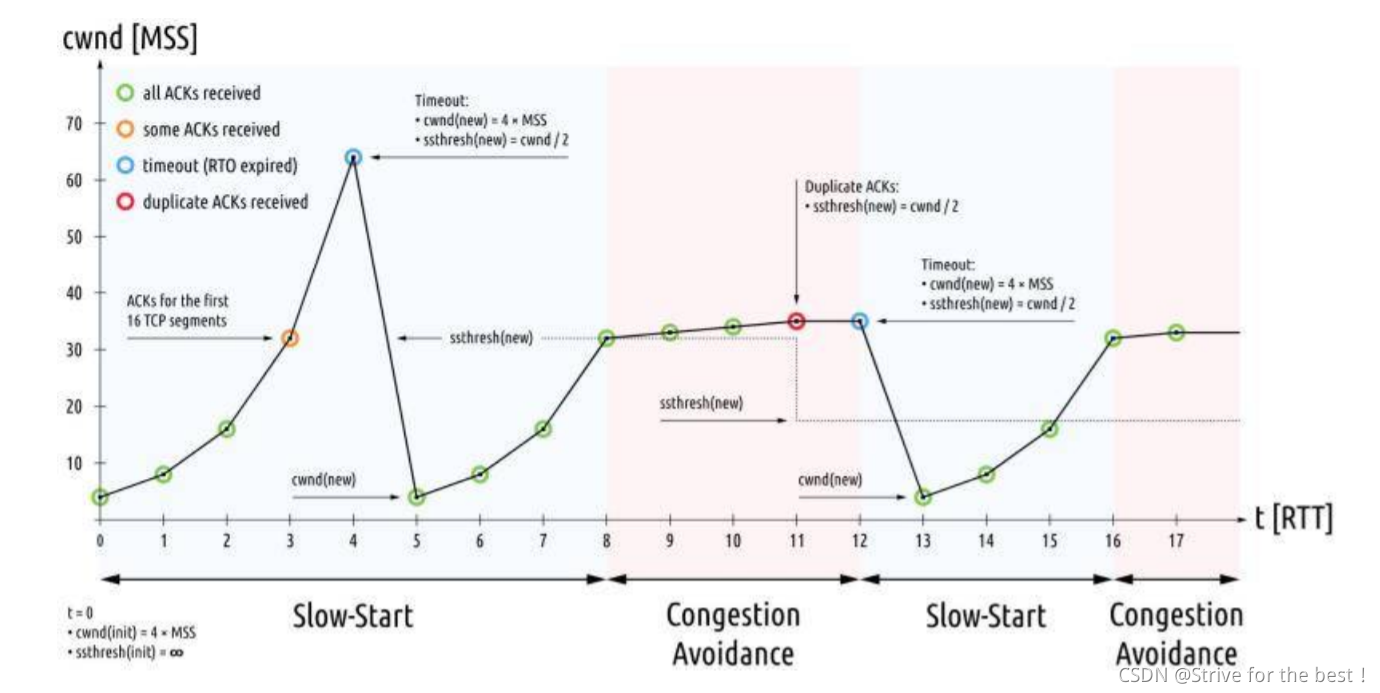 cwnd [MSS]
all ACKs received
some ACKs received
timeout (RTO expired)
duplicate ACKs received
Timeout:
• cwnd(new) = 4 × MSS
• ssthresh(new) = cwnd / 2
Duplicate ACKs:
• ssthresh(new) = cwnd / 2
Timeout:
• cwnd(new) = 4 × MSS
• ssthresh(new) = cwnd / 2
ACKs for the first
16 TCP segments
ssthresh(new)
ssthresh(new)
cwnd(new)
cwnd(new)
70
60
50
40
30
20
10
t [RTT]
0 1 2 3 4 5 6 7 8 9 10 11 12 13 14 15 16 17
t = 0
• cwnd(init) = 4 × MSS
• ssthresh(init) = ∞
Slow-Start
Congestion
Avoidance
Slow-Start
Congestion
Avoidance
CSDN @Strive for the best !